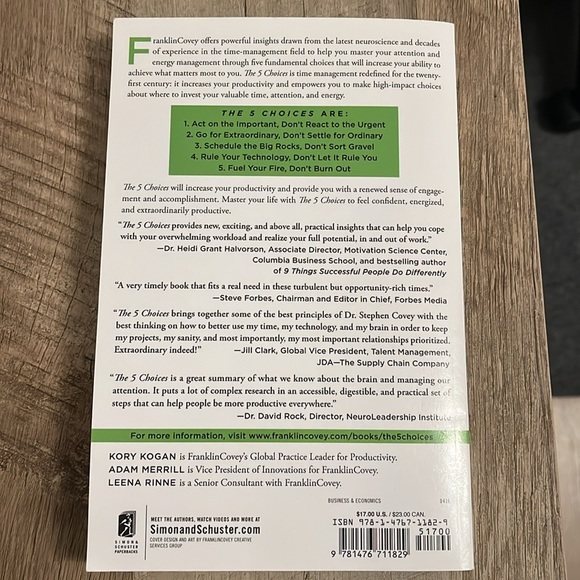 FranklinCovey offers powerful insights drawn from the latest neuroscience and decades
of experience in the time-management field to help you master your attention and
energy management through five fundamental choices that will increase your ability to
achieve what matters most to you. The 5 Choices is time management redefined for the twenty-
first century: it increases your productivity and empowers you to make high-impact choices
about where to invest your valuable time, attention, and energy.
THE 5 CHOICES ARE:
1. Act on the Important, Don't React to the Urgent
2. Go for Extraordinary, Don't Settle for Ordinary
3. Schedule the Big Rocks, Don't Sort Gravel
4. Rule Your Technology, Don't Let It Rule You
5. Fuel Your Fire, Don't Burn Out
The 5 Choices will increase your productivity and provide you with a renewed sense of engage-
ment and accomplishment. Master your life with The 5 Choices to feel confident, energized,
and extraordinarily productive.
“The 5 Choices provides new, exciting, and above all, practical insights that can help you cope
with your overwhelming workload and realize your full potential, in and out of work.”
—Dr. Heidi Grant Halvorson, Associate Director, Motivation Science Center,
Columbia Business School, and bestselling author
of 9 Things Successful People Do Differently
“A very timely book that fits a real need in these turbulent but opportunity-rich times.”
—Steve Forbes, Chairman and Editor in Chief, Forbes Media
“The 5 Choices brings together some of the best principles of Dr. Stephen Covey with the
best thinking on how to better use my time, my technology, and my brain in order to keep
my projects, my sanity, and most importantly, my most important relationships prioritized.
Extraordinary indeed!” —Jill Clark, Global Vice President, Talent Management,
JDA—The Supply Chain Company
“The 5 Choices is a great summary of what we know about the brain and managing our
attention. It puts a lot of complex research in an accessible, digestible, and practical set of
steps that can help people be more productive everywhere.”
—Dr. David Rock, Director, NeuroLeadership Institute
For more information, visit www.franklincovey.com/books/the5choices
KORY KOGAN is FranklinCovey's Global Practice Leader for Productivity.
ADAM MERRILL is Vice President of Innovations for FranklinCovey.
LEENA RINNE is a Senior Consultant with FranklinCovey.
BUSINESS & ECONOMICS 0416
SIMON &
SCHUSTER
PAPERBACKS
MEET THE AUTHORS, WATCH VIDEOS AND MORE AT
SimonandSchuster.com
COVER DESIGN AND ART BY FRANKLINCOVEY CREATIVE
SERVICES GROUP
$17.00 U.S. / $23.00 CAN.
ISBN 978-1-4767-1182-9
51700
9 781476 711829